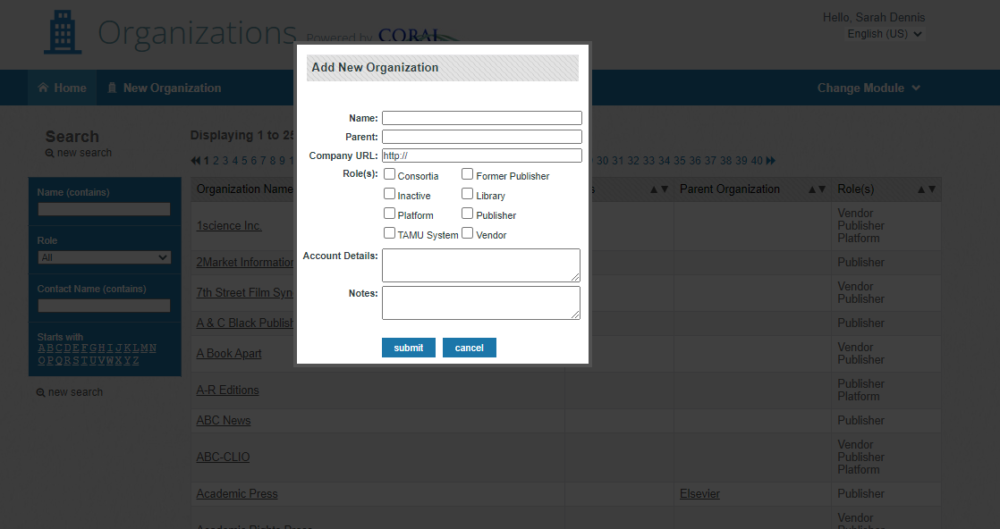 Hello, Sarah Dennis
Organizations Powered by CORAL
English (US)
Home New Organization Change Module
Add New Organization
Name:
Parent:
Company URL: http://
Role(s): Consortia Former Publisher
Inactive Library
Platform Publisher
TAMU System Vendor
Account Details:
Notes:
submit cancel
Search
new search
Name (contains)
Role
All
Contact Name (contains)
Starts with
A B C D E F G H I J K L M N
O P Q R S T U V W X Y Z
new search
Displaying 1 to 25
1 2 3 4 5 6 7 8 9 30 31 32 33 34 35 36 37 38 39 40
Organization Name Parent Organization Role(s)
1science Inc. Vendor
Publisher
Platform
2Market Information Publisher
7th Street Film Vendor
Publisher
A & C Black Publisher
A Book Apart Vendor
Publisher
A-R Editions Publisher
Platform
ABC News Publisher
ABC-CLIO Vendor
Publisher
Platform
Academic Press Elsevier Publisher
Academic Rights Press Vendor
Publisher